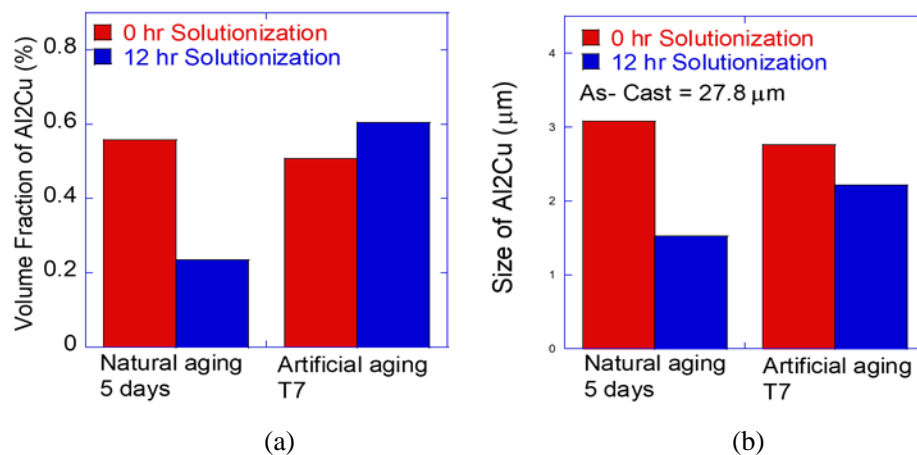 Volume Fraction of Al2Cu (%)
0.8
0.6
0.4
0.2
0
0 hr Solutionization
12 hr Solutionization
Natural aging
5 days
Artificial aging
T7
(a)
Size of Al2Cu (μm)
4
3
2
1
0
0 hr Solutionization
12 hr Solutionization
As- Cast = 27.8 μm
Natural aging
5 days
Artificial aging
T7
(b)